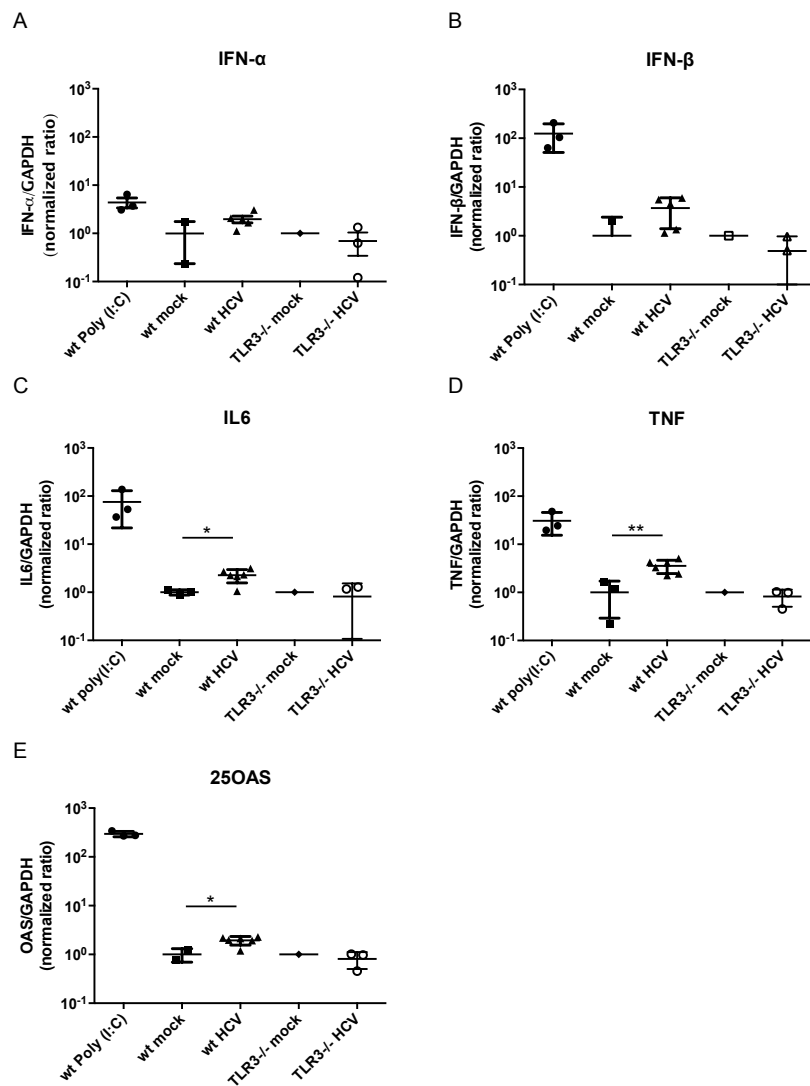 A
IFN-α
IFN-α/GAPDH
(normalized ratio)
10³
10²
10¹
10⁰
10⁻¹
wt Poly (I:C)
wt mock
wt HCV
TLR3-/- mock
TLR3-/- HCV
B
IFN-β
IFN-β/GAPDH
(normalized ratio)
10³
10²
10¹
10⁰
10⁻¹
wt Poly (I:C)
wt mock
wt HCV
TLR3-/- mock
TLR3-/- HCV
C
IL6
IL6/GAPDH
(normalized ratio)
10³
10²
10¹
10⁰
10⁻¹
*
wt poly(I:C)
wt mock
wt HCV
TLR3-/- mock
TLR3-/- HCV
D
TNF
TNF/GAPDH
(normalized ratio)
10³
10²
10¹
10⁰
10⁻¹
**
wt poly(I:C)
wt mock
wt HCV
TLR3-/- mock
TLR3-/- HCV
E
25OAS
OAS/GAPDH
(normalized ratio)
10³
10²
10¹
10⁰
10⁻¹
*
wt Poly (I:C)
wt mock
wt HCV
TLR3-/- mock
TLR3-/- HCV